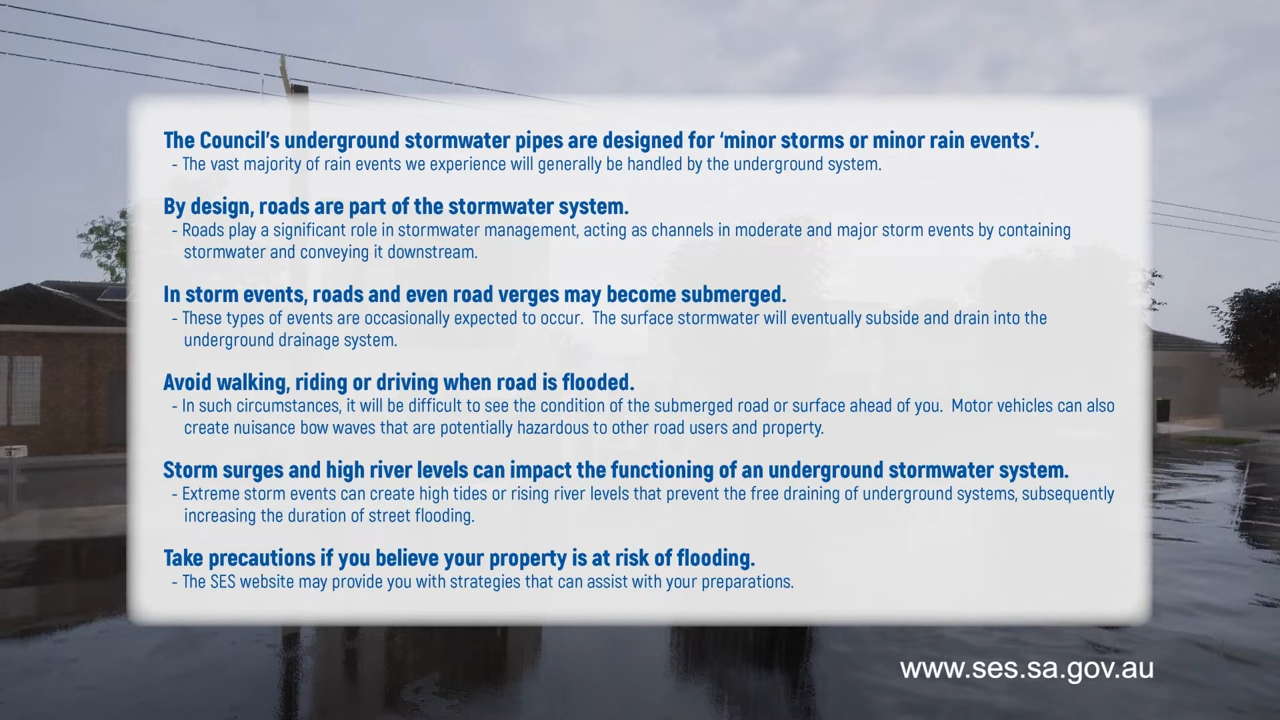 The Council's underground stormwater pipes are designed for ‘minor storms or minor rain events’.
- The vast majority of rain events we experience will generally be handled by the underground system.
By design, roads are part of the stormwater system.
- Roads play a significant role in stormwater management, acting as channels in moderate and major storm events by containing
stormwater and conveying it downstream.
In storm events, roads and even road verges may become submerged.
- These types of events are occasionally expected to occur.  The surface stormwater will eventually subside and drain into the
underground drainage system.
Avoid walking, riding or driving when road is flooded.
- In such circumstances, it will be difficult to see the condition of the submerged road or surface ahead of you.  Motor vehicles can also
create nuisance bow waves that are potentially hazardous to other road users and property.
Storm surges and high river levels can impact the functioning of an underground stormwater system.
- Extreme storm events can create high tides or rising river levels that prevent the free draining of underground systems, subsequently
increasing the duration of street flooding.
Take precautions if you believe your property is at risk of flooding.
- The SES website may provide you with strategies that can assist with your preparations.
www.ses.sa.gov.au